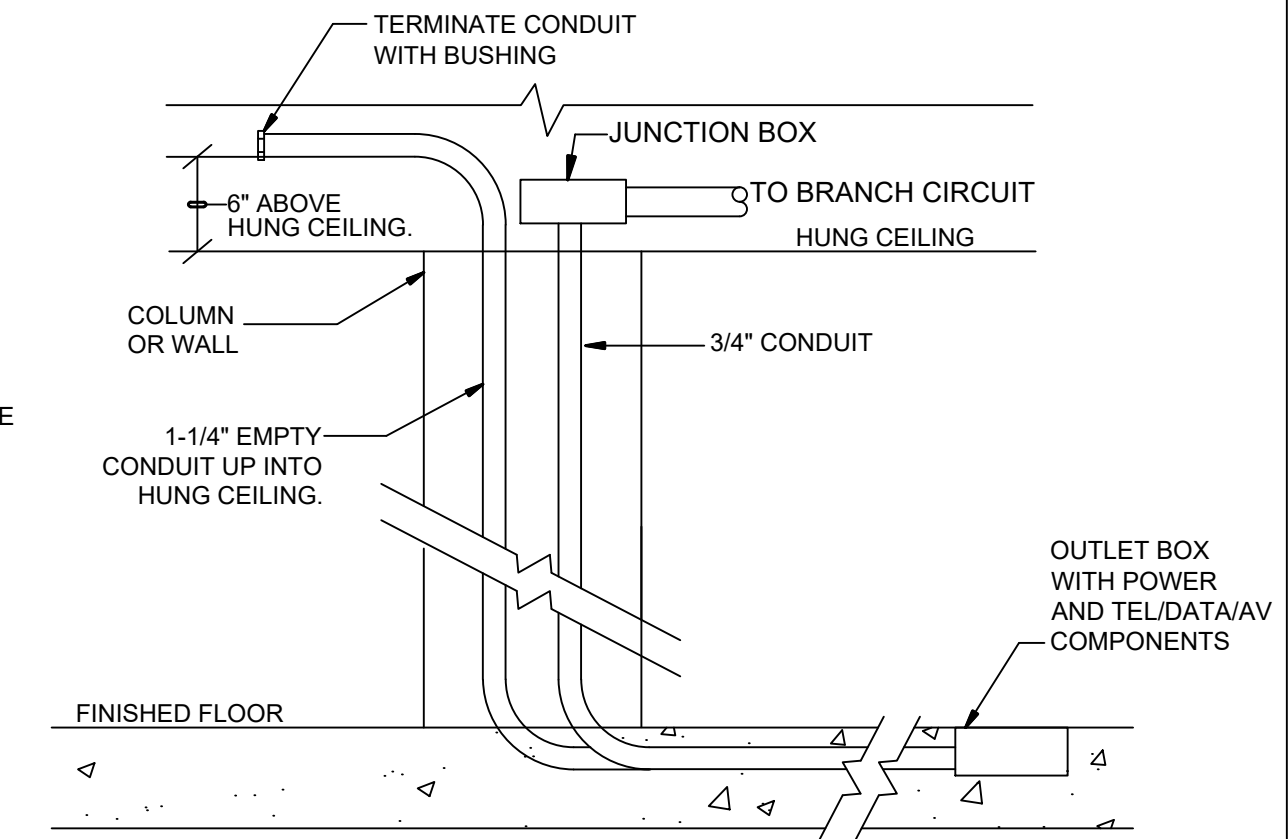 TERMINATE CONDUIT
WITH BUSHING
JUNCTION BOX
TO BRANCH CIRCUIT
6" ABOVE
HUNG CEILING.
HUNG CEILING
COLUMN
OR WALL
3/4" CONDUIT
E
1-1/4" EMPTY
CONDUIT UP INTO
HUNG CEILING.
OUTLET BOX
WITH POWER
AND TEL/DATA/AV
COMPONENTS
FINISHED FLOOR